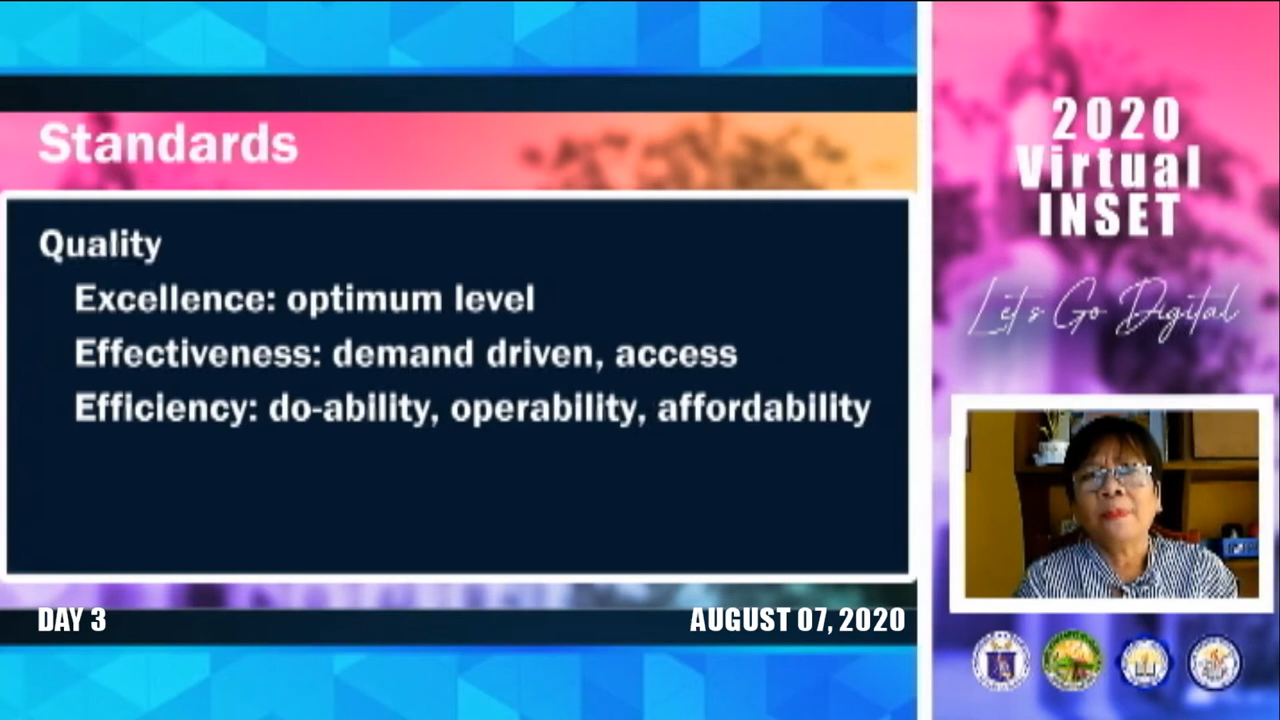 Standards
Quality
Excellence: optimum level
Effectiveness: demand driven, access
Efficiency: do-ability, operability, affordability
DAY 3
AUGUST 07, 2020
2020
Virtual
INSET
Let's Go Digital